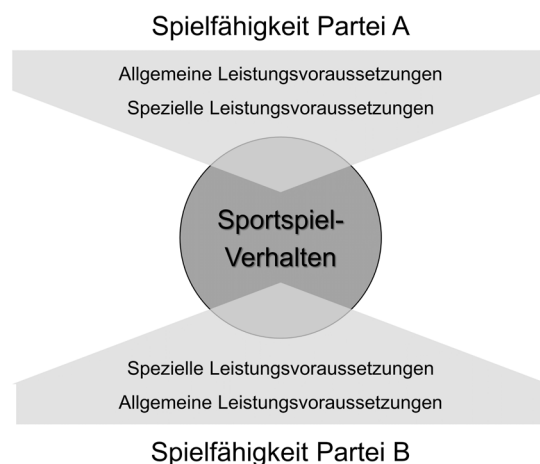 Spielfähigkeit Partei A
Allgemeine Leistungsvoraussetzungen
Spezielle Leistungsvoraussetzungen
Sportspiel-
Verhalten
Spezielle Leistungsvoraussetzungen
Allgemeine Leistungsvoraussetzungen
Spielfähigkeit Partei B